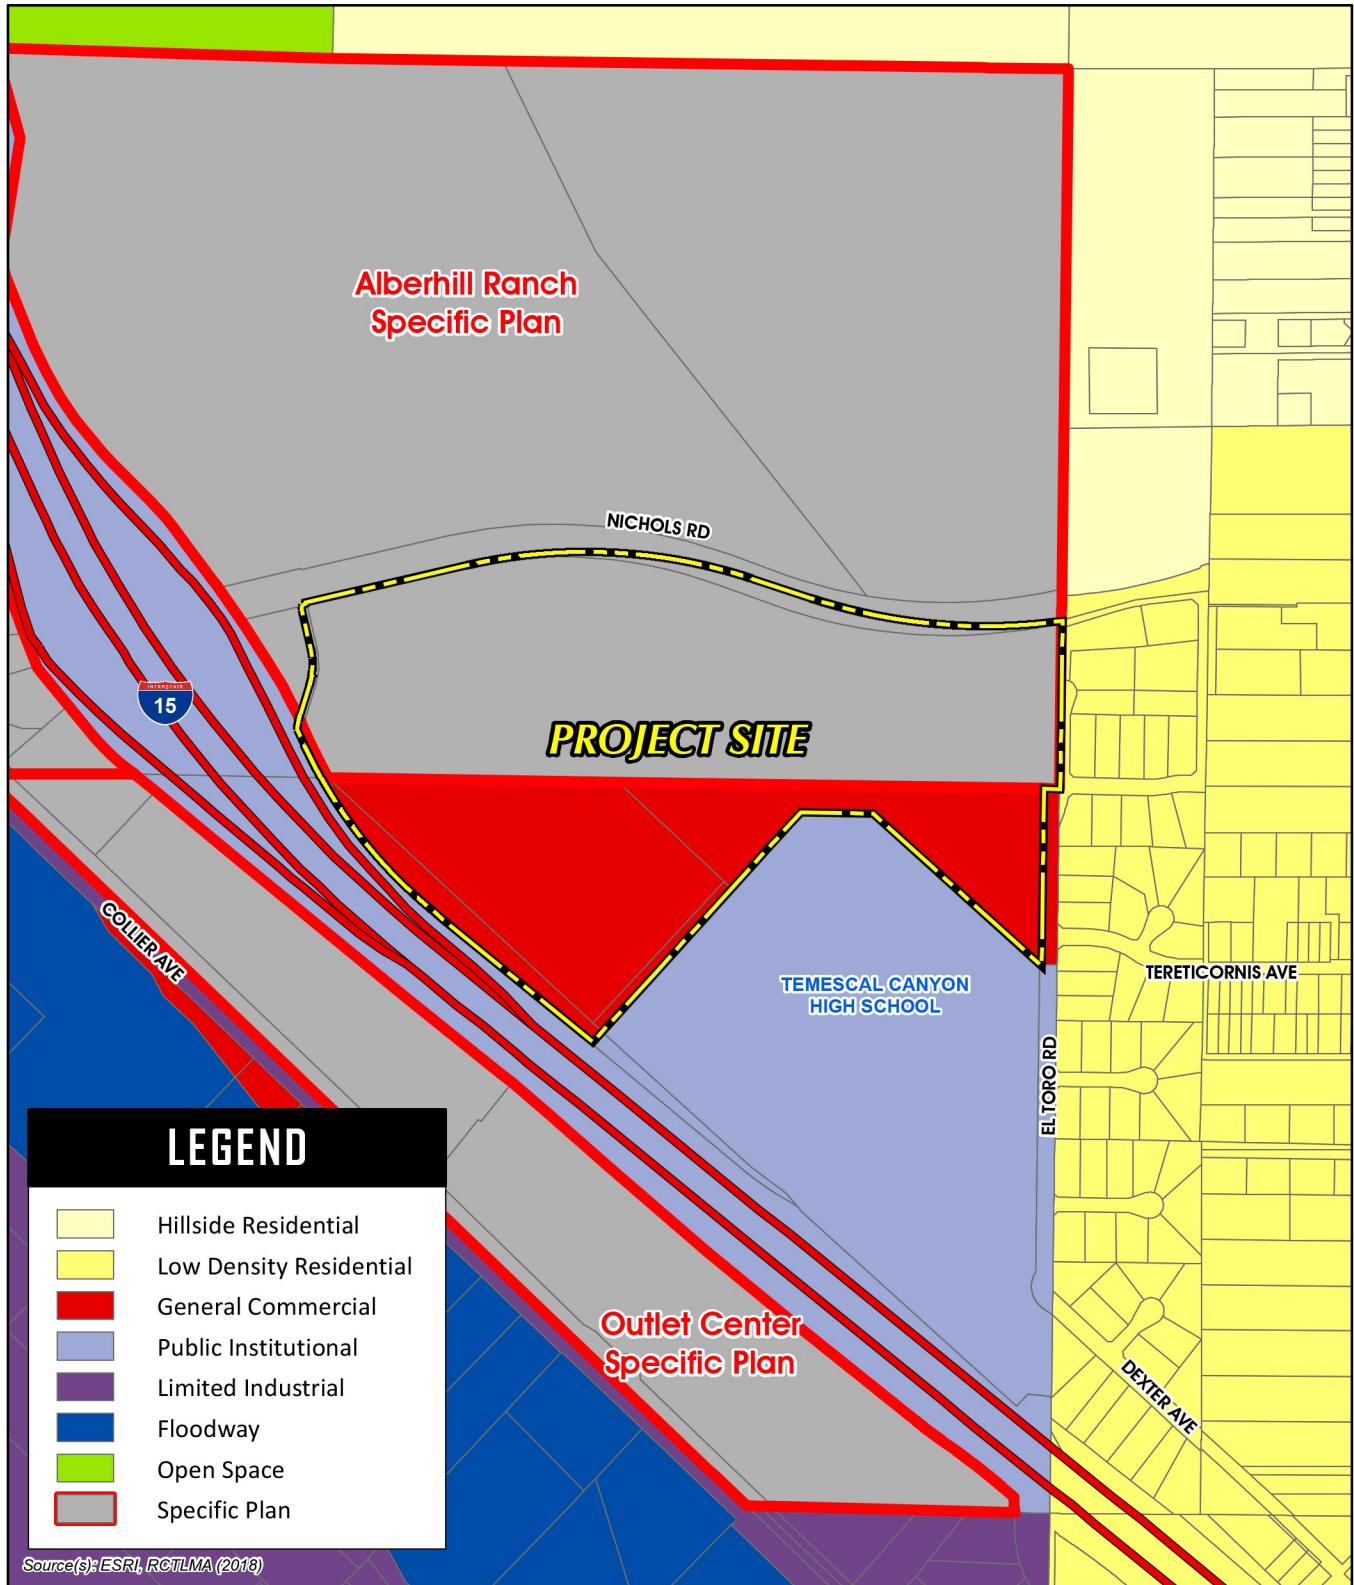 Alberhill Ranch
Specific Plan
NICHOLS RD
INTERSTATE
15
PROJECT SITE
COLLIER AVE
TEMESCAL CANYON
HIGH SCHOOL
TERETICORNIS AVE
EL TORO RD
LEGEND
Hillside Residential
Low Density Residential
General Commercial
Public Institutional
Limited Industrial
Floodway
Open Space
Specific Plan
Outlet Center
Specific Plan
DEXTER AVE
Source(s): ESRI, RCTLMA (2018)